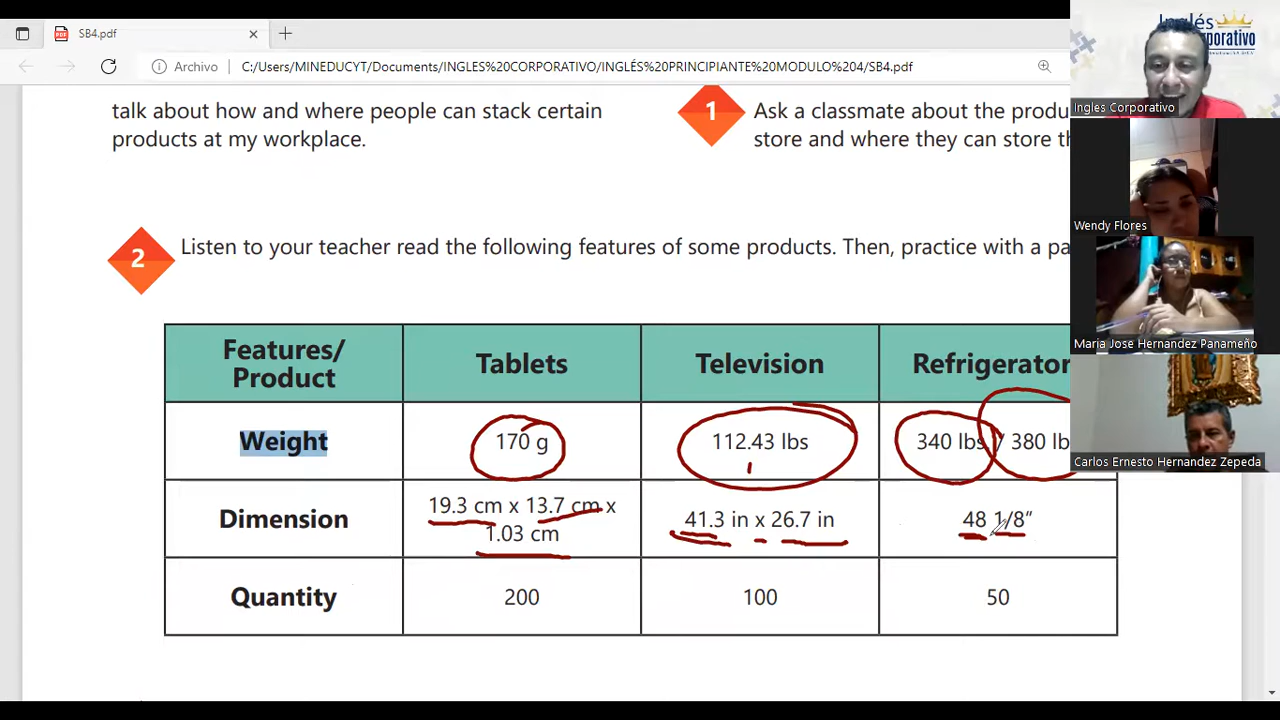 SB4.pdf
Archivo
C:/Users/MINEDUCYT/Documents/INGLES%20CORPORATIVO/INGLÉS%20PRINCIPIANTE%20MODULO%204/SB4.pdf
talk about how and where people can stack certain
products at my workplace.
1
Ask a classmate about the produ
store and where they can store th
2
Listen to your teacher read the following features of some products. Then, practice with a pa
Features/
Product
Tablets
Television
Refrigerator
Weight
170 g
112.43 lbs
340 lbs / 380 lb
Dimension
19.3 cm x 13.7 cm x
1.03 cm
41.3 in x 26.7 in
48 1/8”
Quantity
200
100
50
Inglés
Corporativo
Ingles Corporativo
Wendy Flores
Maria Jose Hernandez Panameño
Carlos Ernesto Hernandez Zepeda